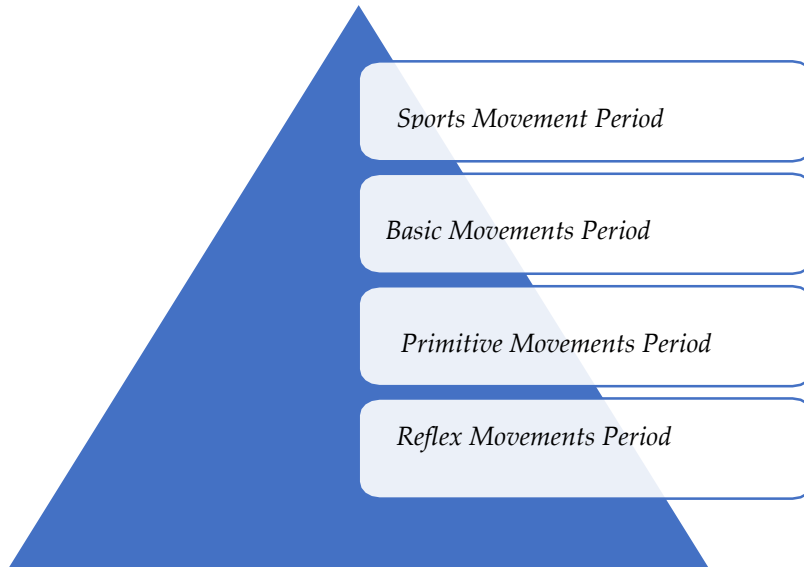 Sports Movement Period
Basic Movements Period
Primitive Movements Period
Reflex Movements Period